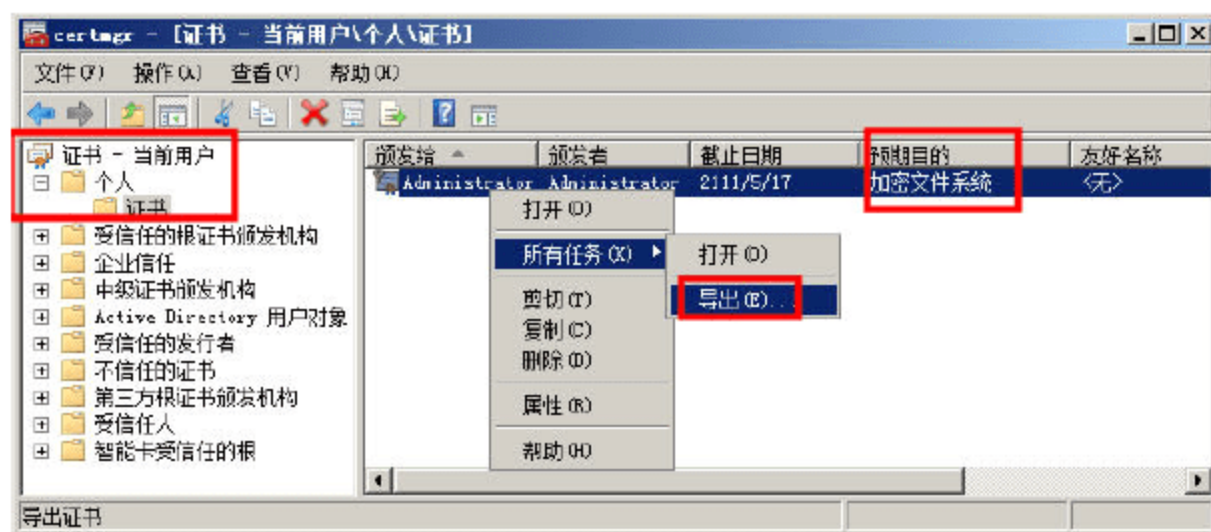 certmgr - [证书 - 当前用户\个人\证书]
文件(F) 操作(A) 查看(V) 帮助(H)
证书 - 当前用户
个人
证书
受信任的根证书颁发机构
企业信任
中级证书颁发机构
Active Directory 用户对象
受信任的发行者
不信任的证书
第三方根证书颁发机构
受信任人
智能卡受信任的根
颁发给 颁发者 截止日期 预期目的 友好名称
Administrator Administrator 2111/5/17 加密文件系统 <无>
打开(O)
所有任务(K)
剪切(T)
复制(C)
删除(D)
属性(R)
帮助(H)
打开(O)
导出(E)...
导出证书